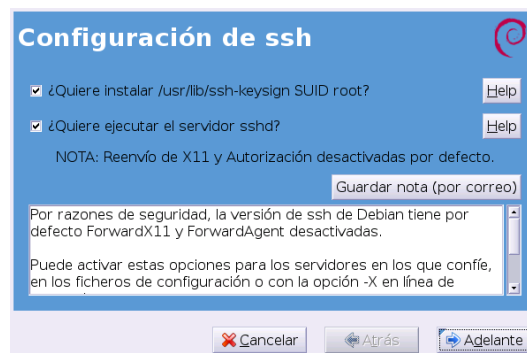 Configuración de ssh
¿Quiere instalar /usr/lib/ssh-keysign SUID root?
Help
¿Quiere ejecutar el servidor sshd?
Help
NOTA: Reenvío de X11 y Autorización desactivadas por defecto.
Guardar nota (por correo)
Por razones de seguridad, la versión de ssh de Debian tiene por
defecto ForwardX11 y ForwardAgent desactivadas.
Puede activar estas opciones para los servidores en los que confíe,
en los ficheros de configuración o con la opción -X en línea de
Cancelar
Atrás
Adelante